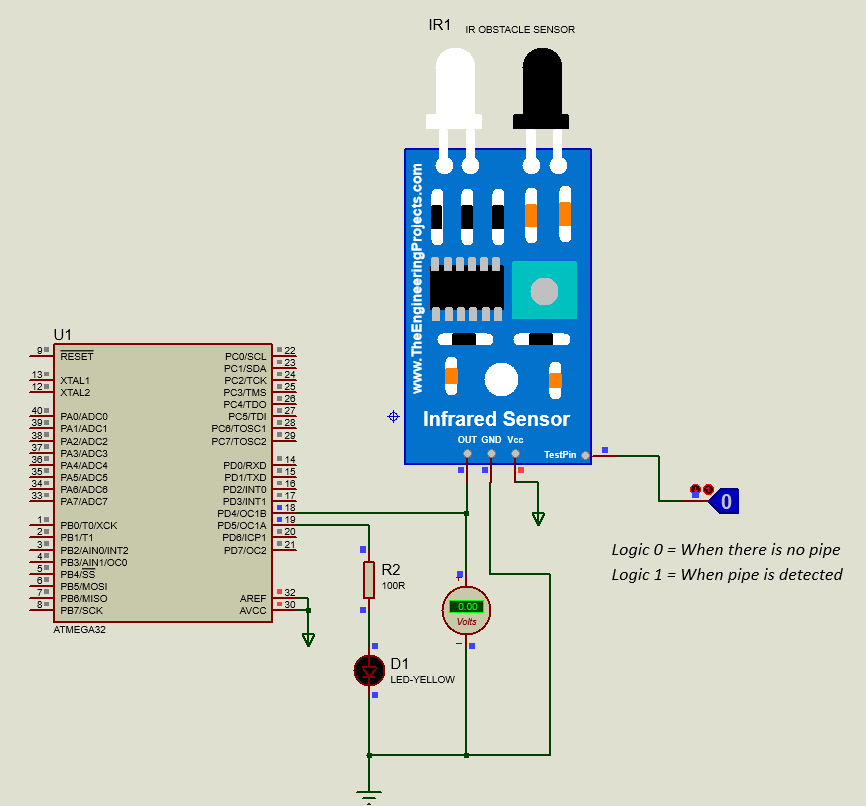 IR1
IR OBSTACLE SENSOR
www.TheEngineeringProjects.com
Infrared Sensor
OUT GND Vcc
TestPin
0
Logic 0 = When there is no pipe
Logic 1 = When pipe is detected
U1
9 RESET
13 XTAL1
12 XTAL2
40 PA0/ADC0
39 PA1/ADC1
38 PA2/ADC2
37 PA3/ADC3
36 PA4/ADC4
35 PA5/ADC5
34 PA6/ADC6
33 PA7/ADC7
1 PB0/T0/XCK
2 PB1/T1
3 PB2/AIN0/INT2
4 PB3/AIN1/OC0
5 PB4/SS
6 PB5/MOSI
7 PB6/MISO
8 PB7/SCK
PC0/SCL 22
PC1/SDA 23
PC2/TCK 24
PC3/TMS 25
PC4/TDO 26
PC5/TDI 27
PC6/TOSC1 28
PC7/TOSC2 29
PD0/RXD 14
PD1/TXD 15
PD2/INT0 16
PD3/INT1 17
PD4/OC1B 18
PD5/OC1A 19
PD6/ICP1 20
PD7/OC2 21
AREF 32
AVCC 30
ATMEGA32
R2
100R
D1
LED-YELLOW
+
0.00
Volts
−